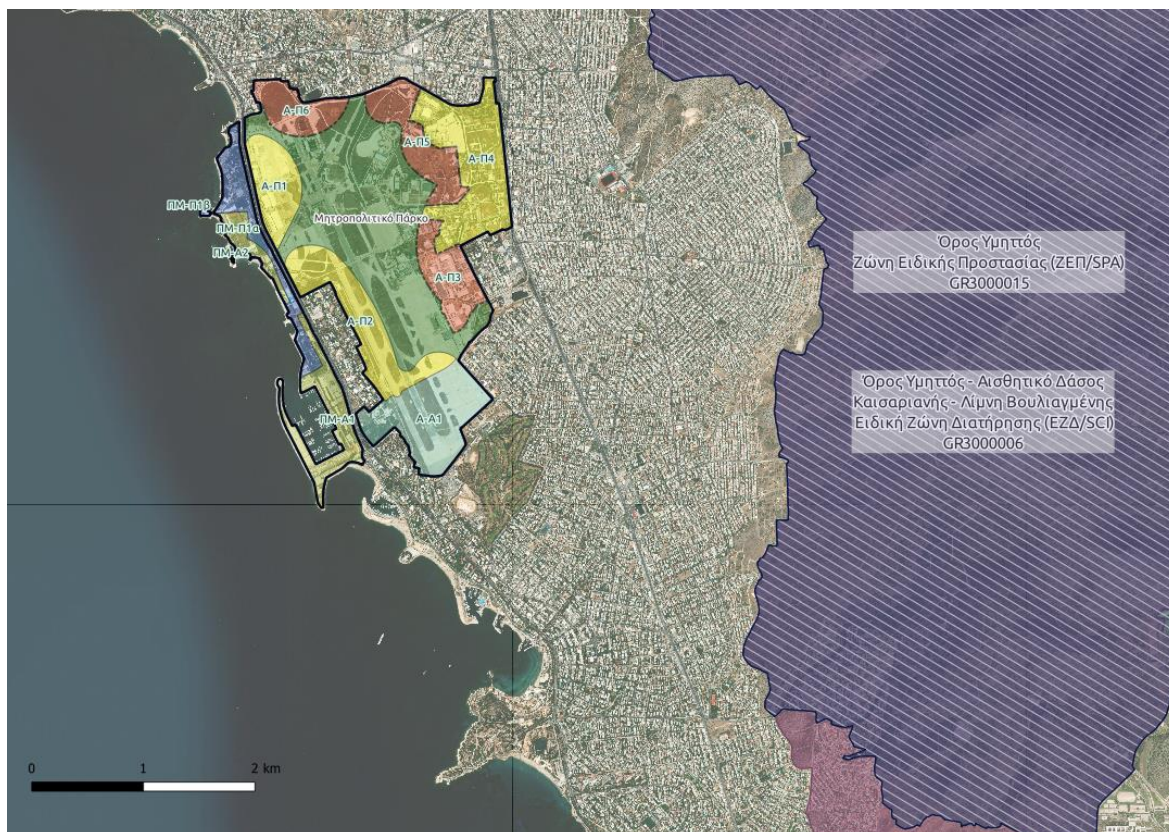 Α-Π6
Α-Π5
Α-Π4
Α-Π1
ΠΜ-Π1β
ΠΜ-Π1α
Μητροπολιτικό Πάρκο
ΠΜ-Α2
Α-Π3
Α-Π2
ΠΜ-Α1
Α-Α1
Όρος Υμηττός
Ζώνη Ειδικής Προστασίας (ΖΕΠ/SPA)
GR3000015
Όρος Υμηττός - Αισθητικό Δάσος
Καισαριανής - Λίμνη Βουλιαγμένης
Ειδική Ζώνη Διατήρησης (ΕΖΔ/SCI)
GR3000006
0 1 2 km